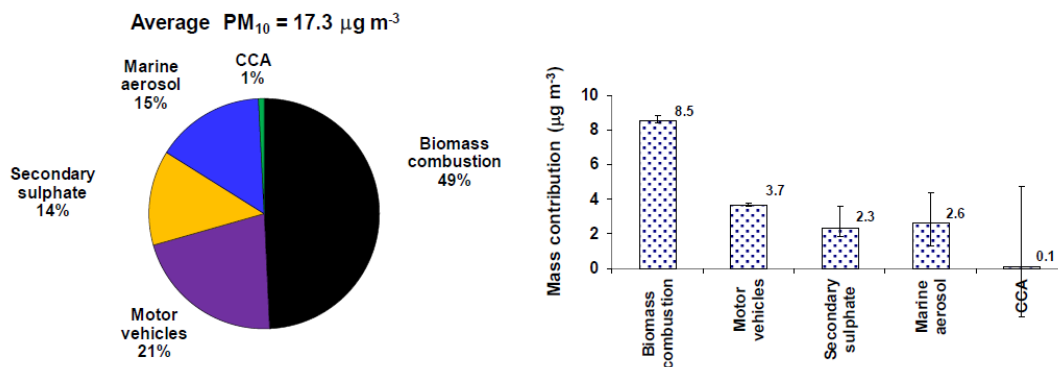 Average PM10 = 17.3 μg m-3
CCA
1%
Marine
aerosol
15%
Biomass
combustion
49%
Secondary
sulphate
14%
Motor
vehicles
21%
Mass contribution (μg m-3)
10
8
6
4
2
0
8.5
3.7
2.3
2.6
0.1
Biomass
combustion
Motor
vehicles
Secondary
sulphate
Marine
aerosol
CCA